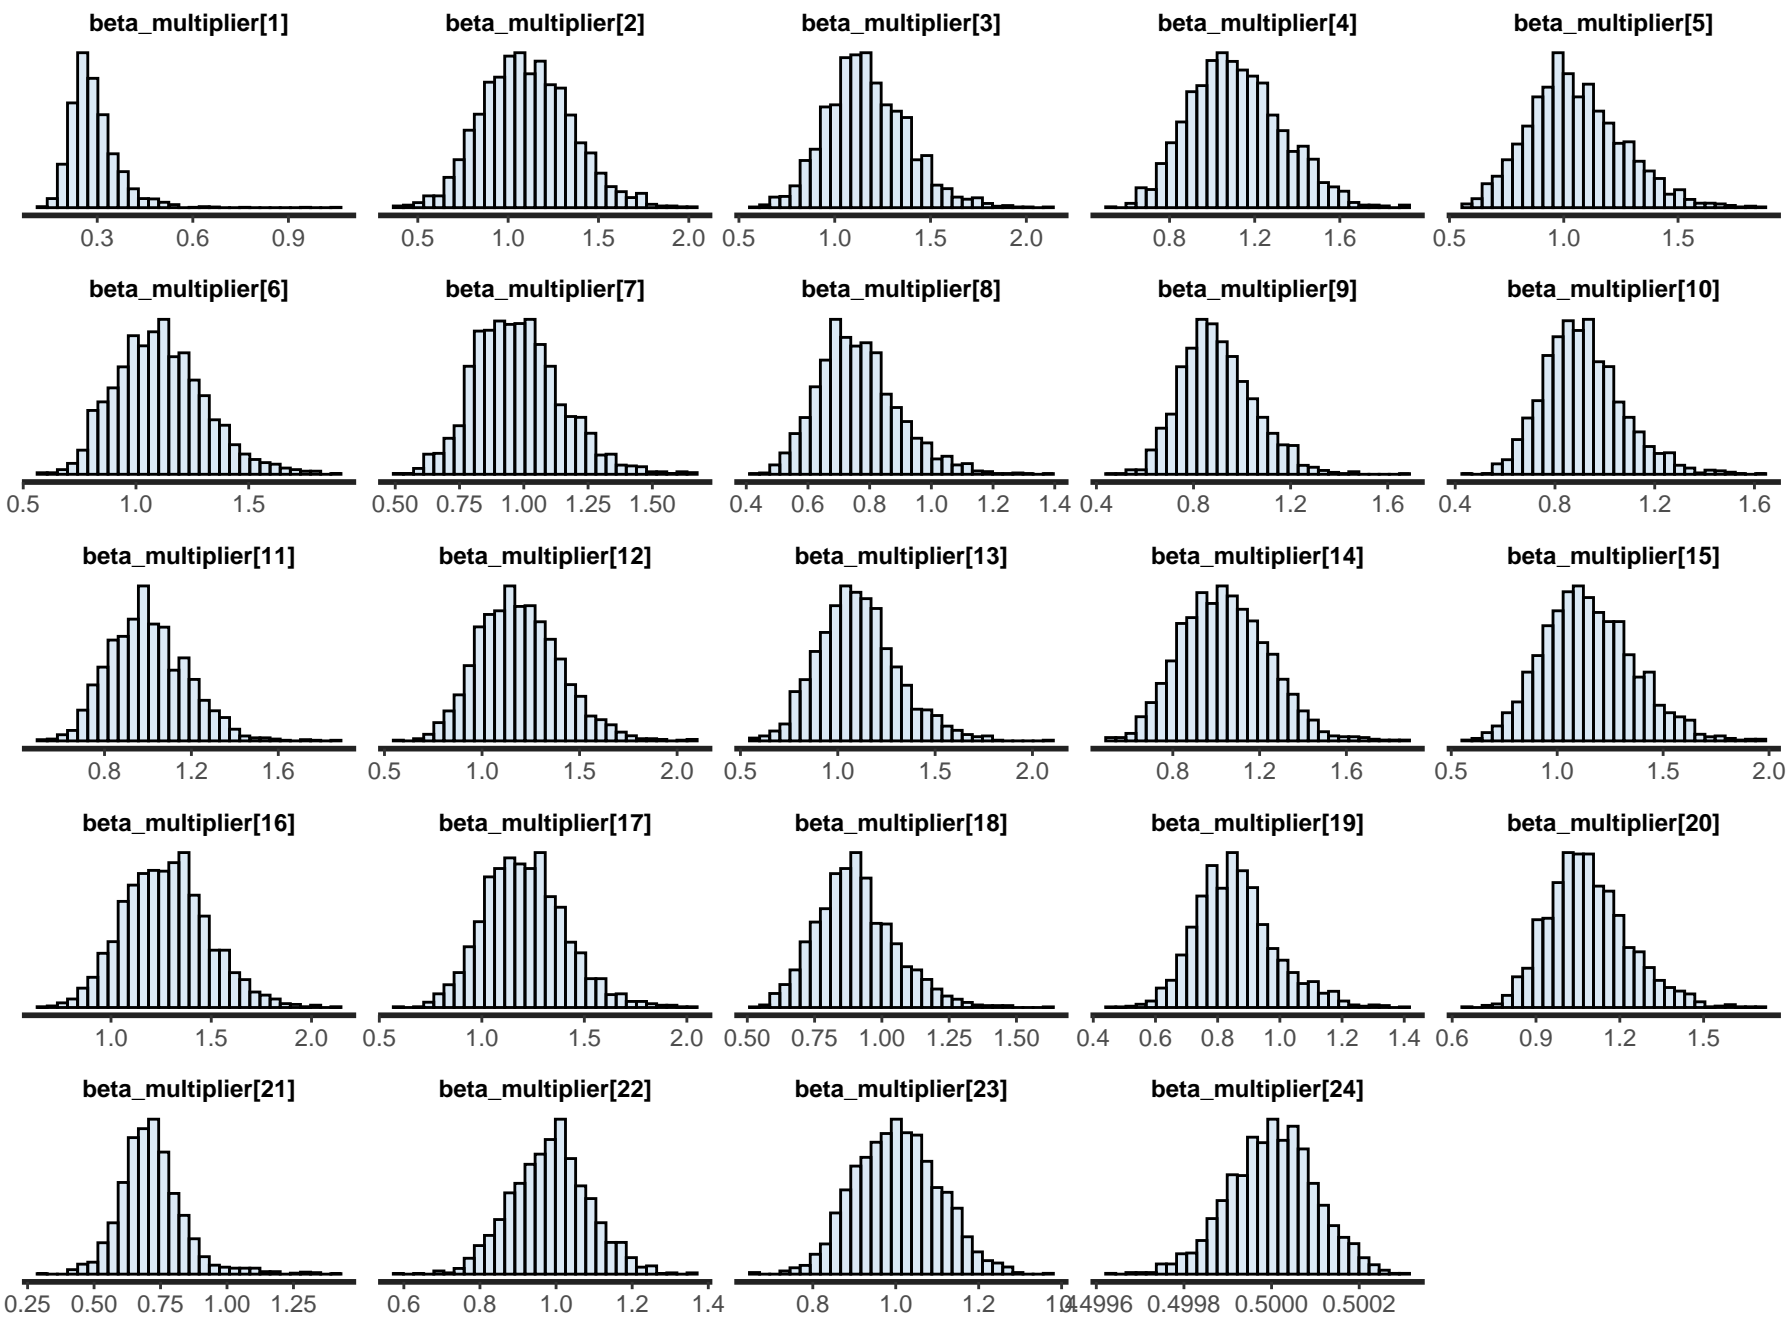 beta_multiplier[1] beta_multiplier[2] beta_multiplier[3] beta_multiplier[4] beta_multiplier[5]
0.3 0.6 0.9 0.5 1.0 1.5 2.0 0.5 1.0 1.5 2.0 0.8 1.2 1.6 0.5 1.0 1.5
beta_multiplier[6] beta_multiplier[7] beta_multiplier[8] beta_multiplier[9] beta_multiplier[10]
0.5 1.0 1.5 0.50 0.75 1.00 1.25 1.50 0.4 0.6 0.8 1.0 1.2 1.4 0.4 0.8 1.2 1.6 0.4 0.8 1.2 1.6
beta_multiplier[11] beta_multiplier[12] beta_multiplier[13] beta_multiplier[14] beta_multiplier[15]
0.8 1.2 1.6 0.5 1.0 1.5 2.0 0.5 1.0 1.5 2.0 0.8 1.2 1.6 0.5 1.0 1.5 2.0
beta_multiplier[16] beta_multiplier[17] beta_multiplier[18] beta_multiplier[19] beta_multiplier[20]
1.0 1.5 2.0 0.5 1.0 1.5 2.0 0.50 0.75 1.00 1.25 1.50 0.4 0.6 0.8 1.0 1.2 1.4 0.6 0.9 1.2 1.5
beta_multiplier[21] beta_multiplier[22] beta_multiplier[23] beta_multiplier[24]
0.25 0.50 0.75 1.00 1.25 0.6 0.8 1.0 1.2 1.4 0.8 1.0 1.2 1.4 0.4996 0.4998 0.5000 0.5002